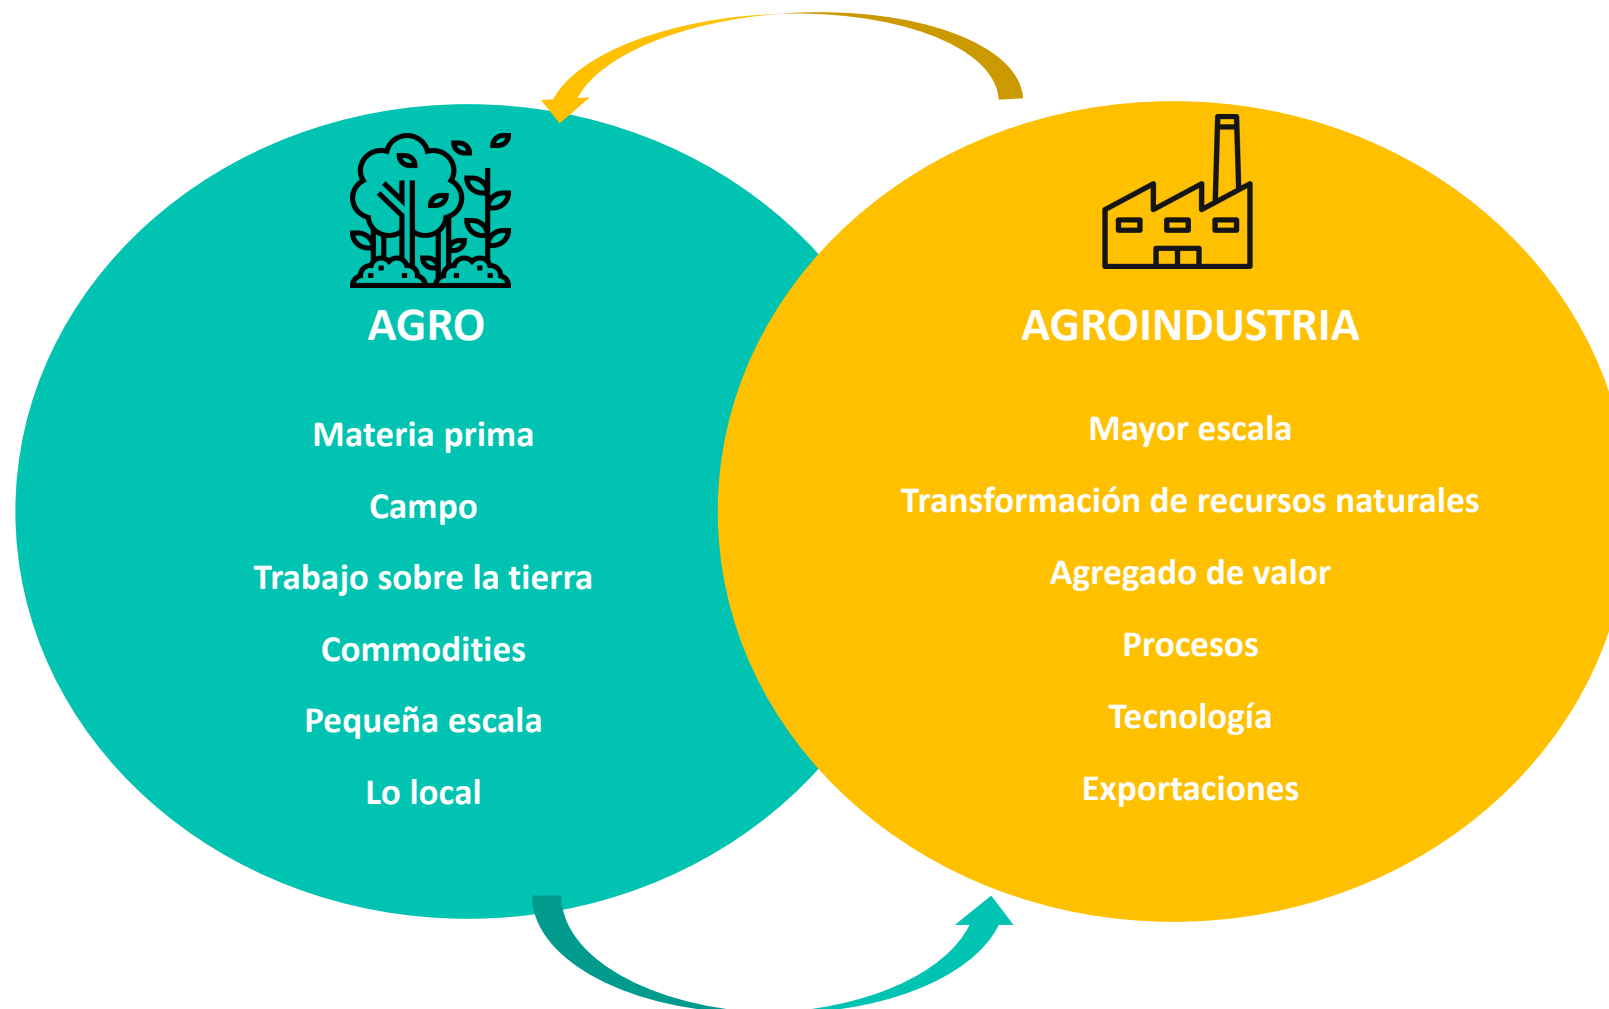 AGRO
Materia prima
Campo
Trabajo sobre la tierra
Commodities
Pequeña escala
Lo local
AGROINDUSTRIA
Mayor escala
Transformación de recursos naturales
Agregado de valor
Procesos
Tecnología
Exportaciones